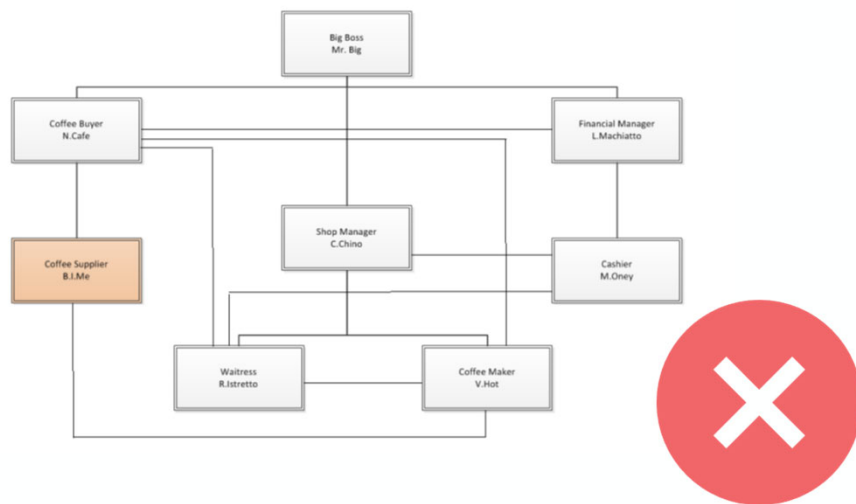 Big Boss
Mr. Big
Coffee Buyer
N.Cafe
Financial Manager
L.Machiatto
Shop Manager
C.Chino
Coffee Supplier
B.I.Me
Cashier
M.Oney
Waitress
R.Istretto
Coffee Maker
V.Hot